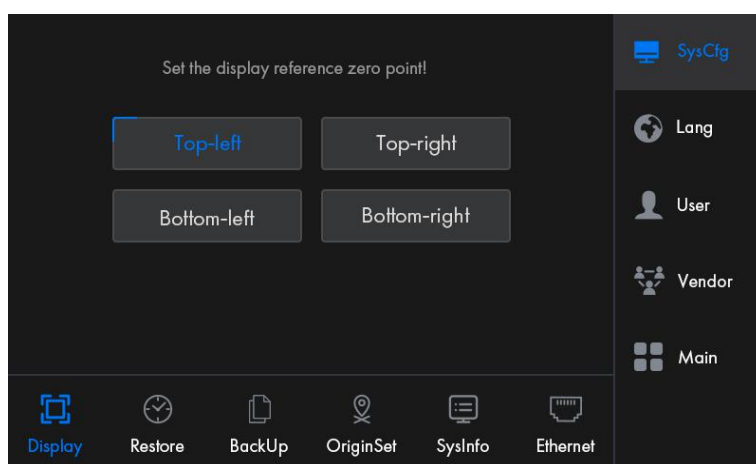 Set the display reference zero point!
Top-left
Top-right
Bottom-left
Bottom-right
SysCfg
Lang
User
Vendor
Main
Display
Restore
BackUp
OriginSet
SysInfo
Ethernet